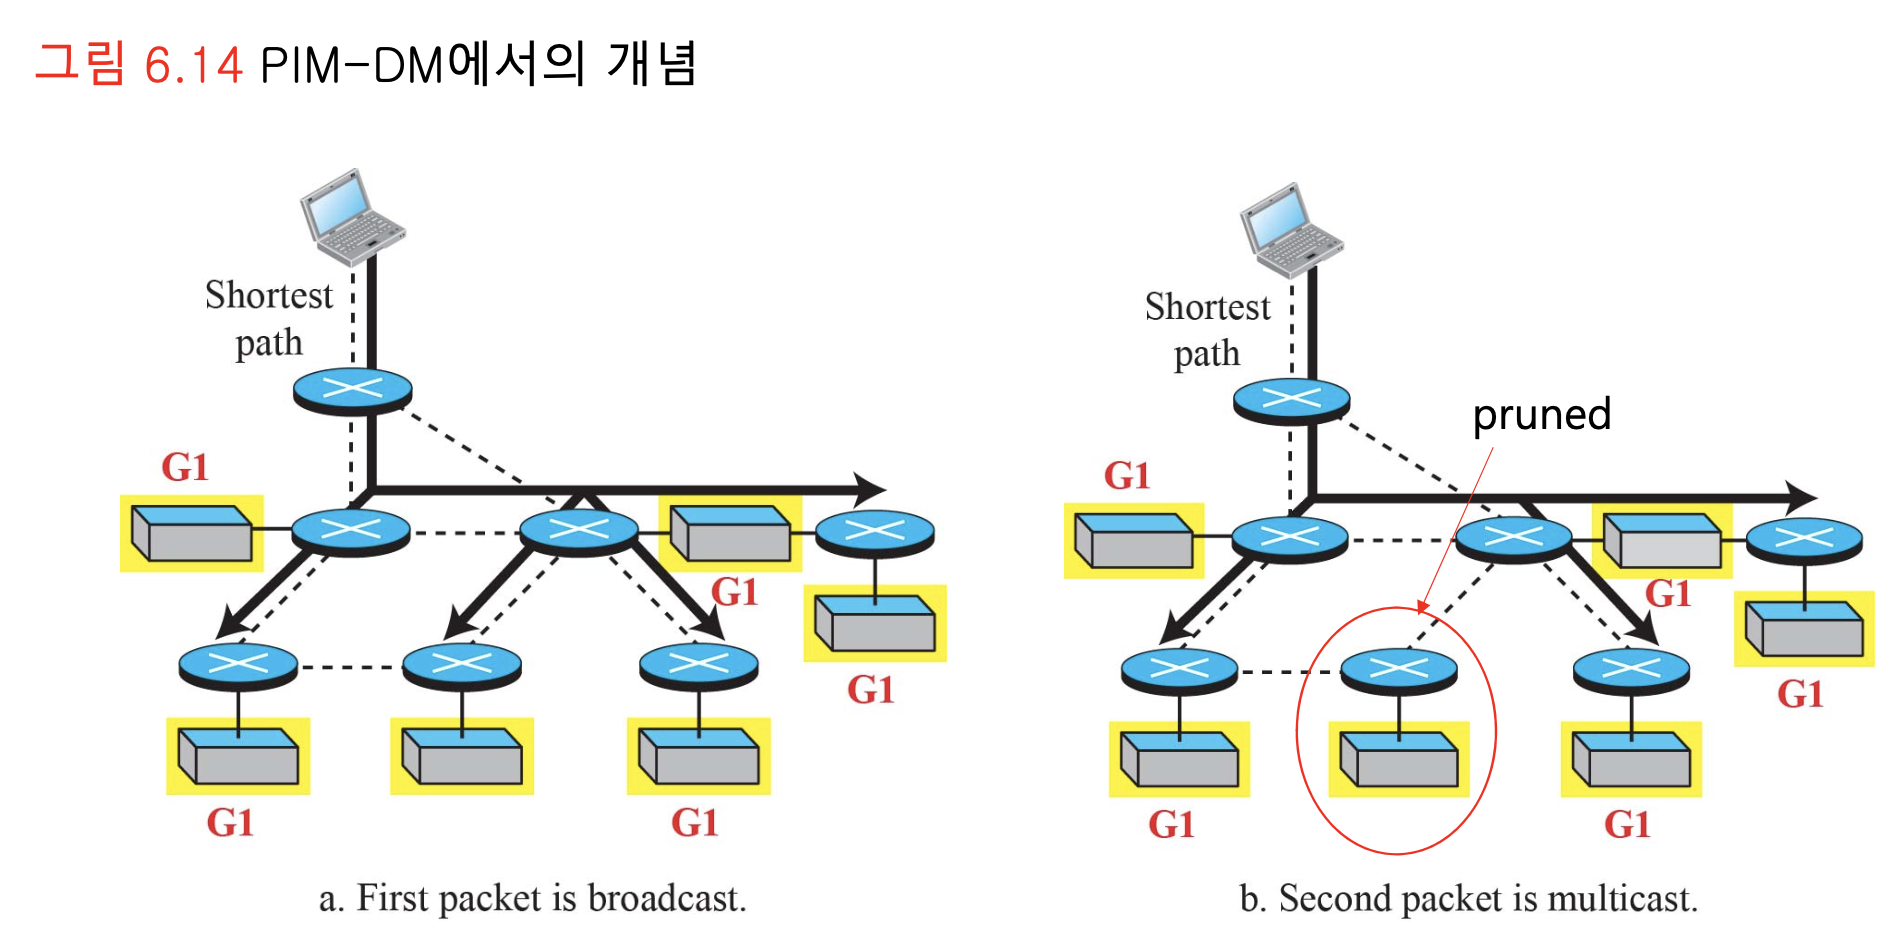 그림 6.14 PIM-DM에서의 개념
Shortest
path
G1
G1
G1
G1
G1
a. First packet is broadcast.
Shortest
path
pruned
G1
G1
G1
G1
G1
b. Second packet is multicast.